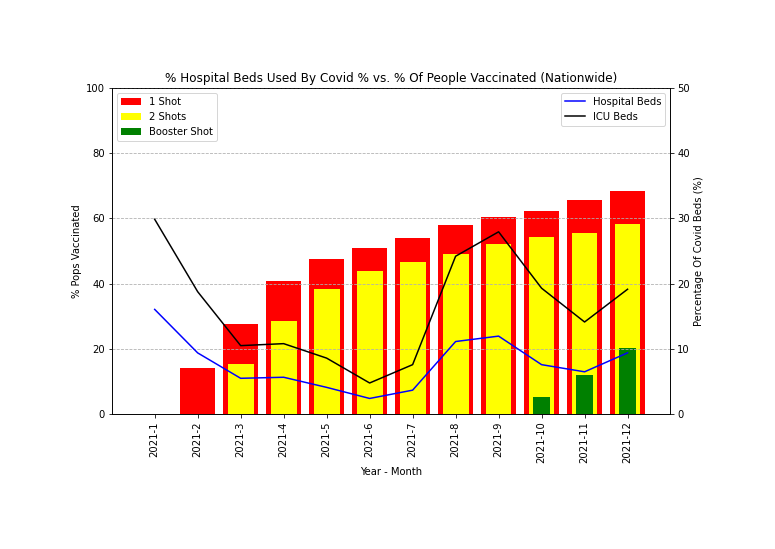 % Hospital Beds Used By Covid % vs. % Of People Vaccinated (Nationwide)
1 Shot
2 Shots
Booster Shot
Hospital Beds
ICU Beds
% Pops Vaccinated
100
80
60
40
20
0
50
40
30
20
10
0
Percentage Of Covid Beds (%)
2021-1
2021-2
2021-3
2021-4
2021-5
2021-6
2021-7
2021-8
2021-9
2021-10
2021-11
2021-12
Year - Month